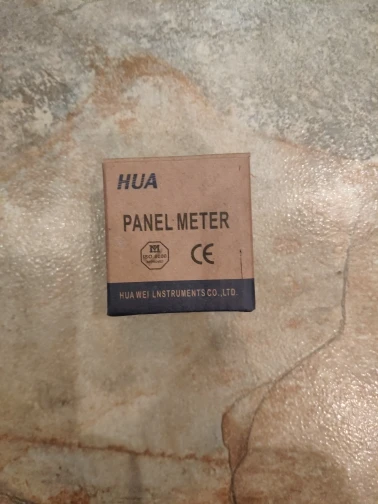 HUA
PANEL METER
CE
HUA WEI LNSTRUMENTS CO.,LTD.